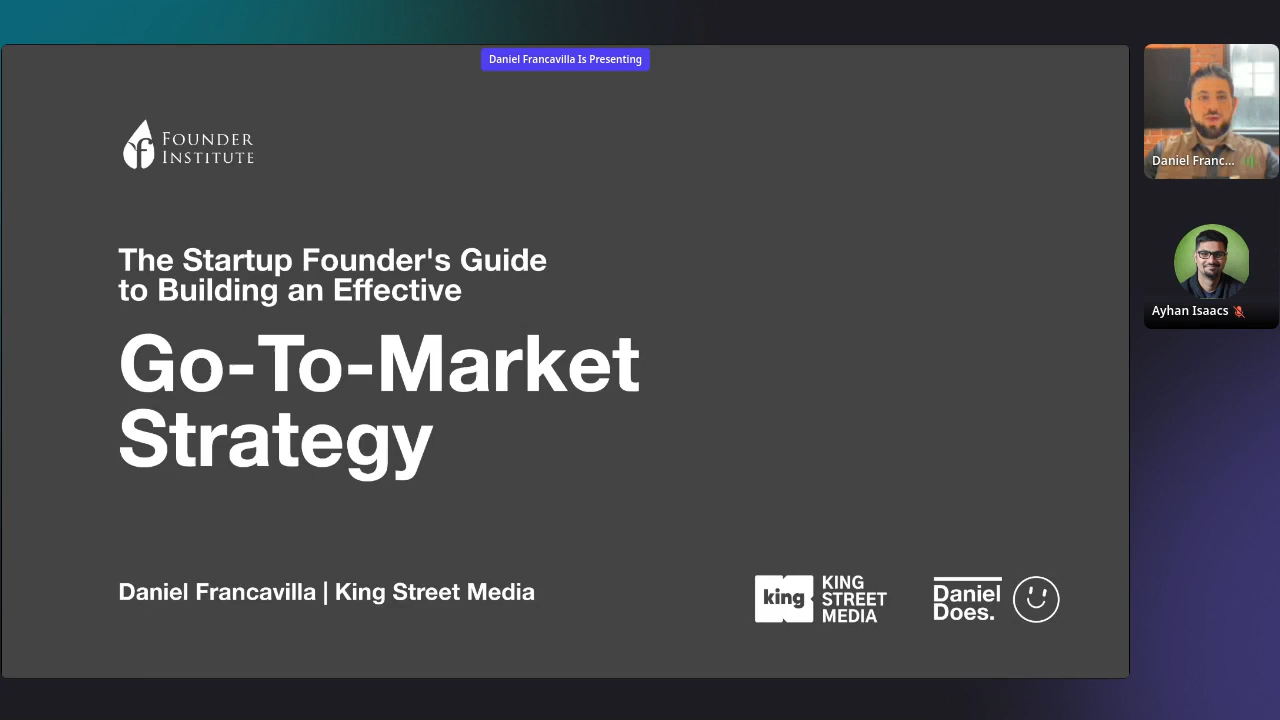 Daniel Francavilla Is Presenting
FOUNDER
INSTITUTE
The Startup Founder's Guide
to Building an Effective
Go-To-Market
Strategy
Daniel Francavilla | King Street Media
king
KING
STREET
MEDIA
Daniel
Does.
Daniel Franc...
Ayhan Isaacs